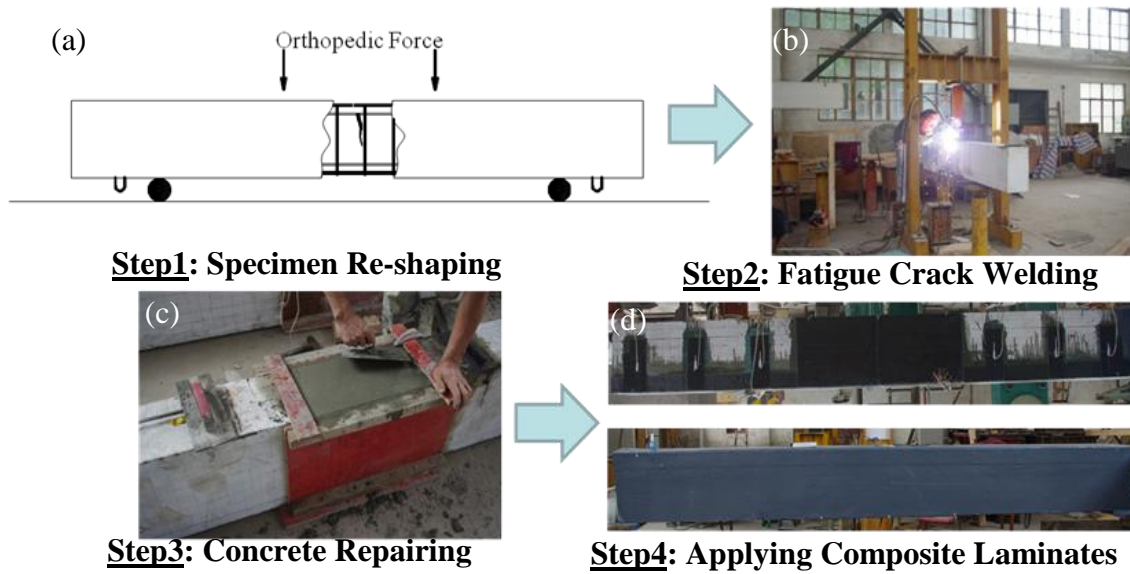 (a)
Orthopedic Force
(b)
Step1: Specimen Re-shaping
Step2: Fatigue Crack Welding
(c)
(d)
Step3: Concrete Repairing
Step4: Applying Composite Laminates